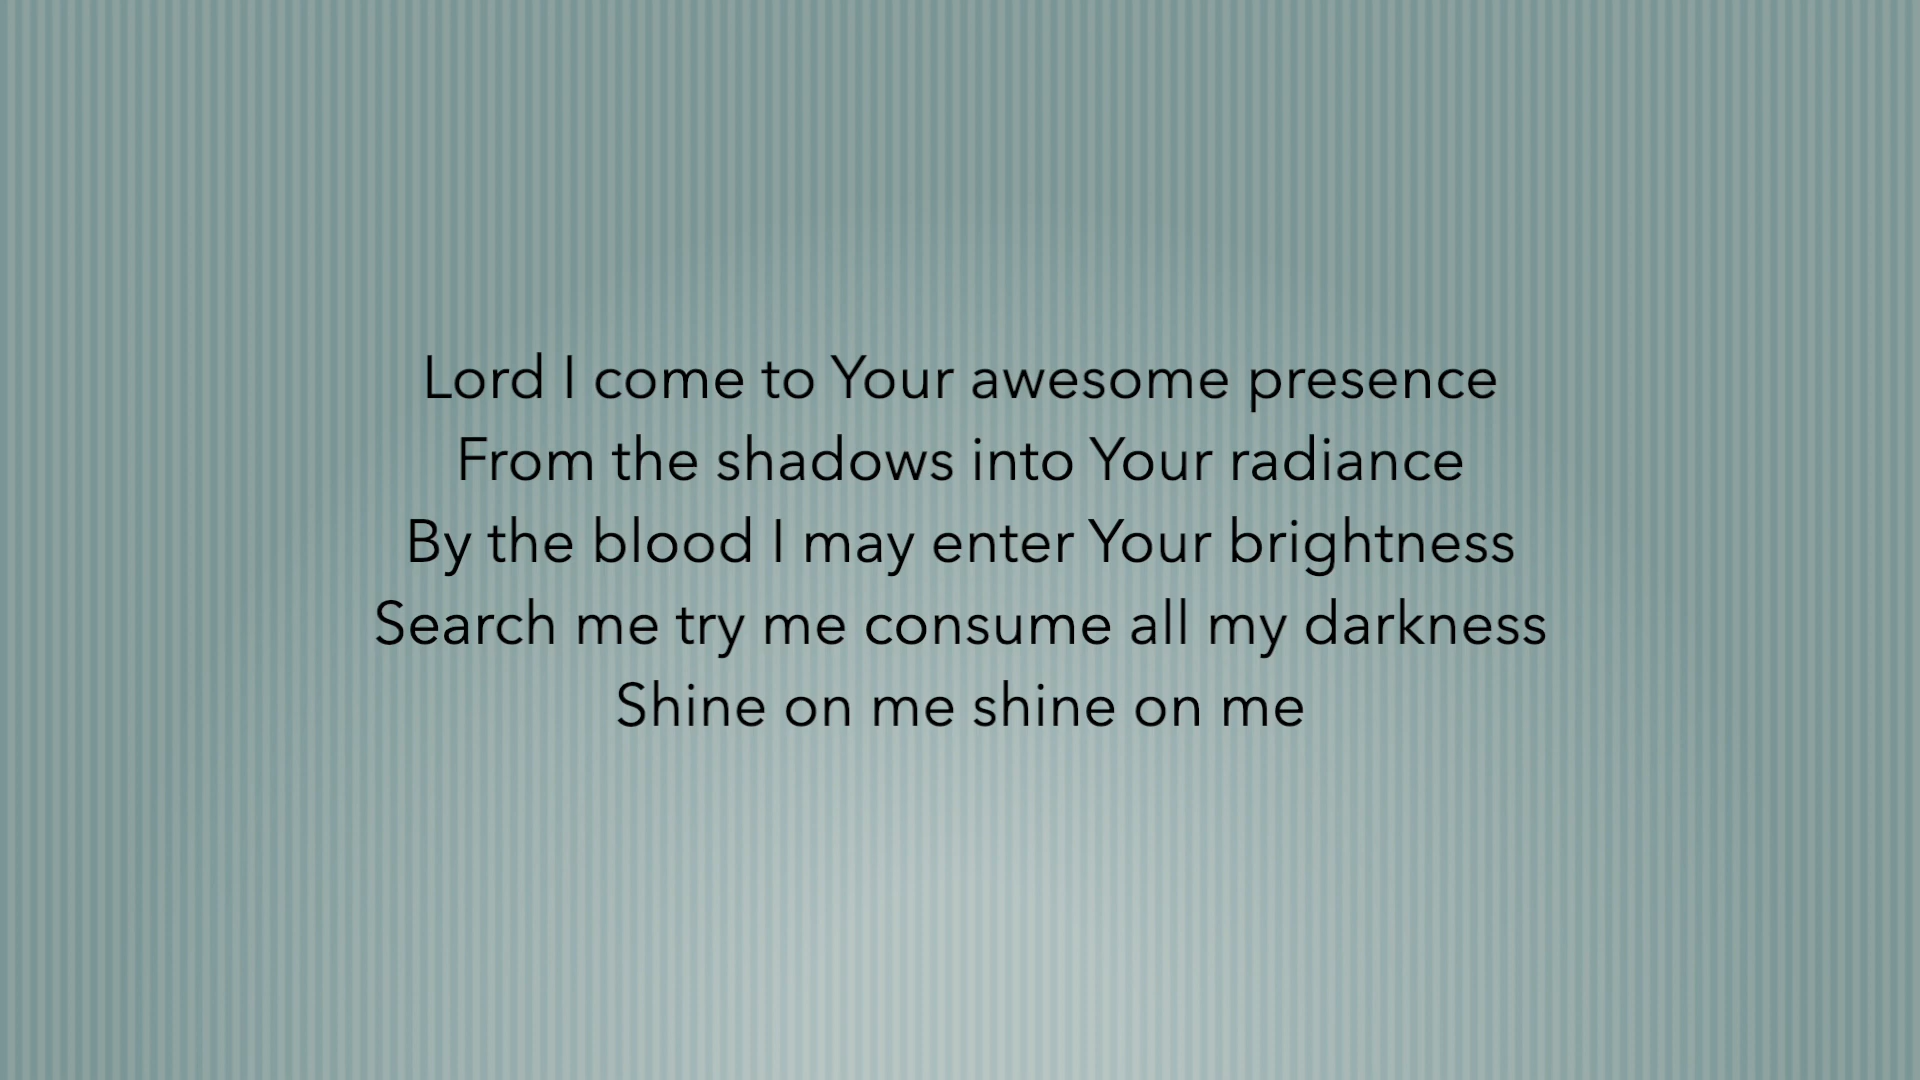 Lord I come to Your awesome presence
From the shadows into Your radiance
By the blood I may enter Your brightness
Search me try me consume all my darkness
Shine on me shine on me